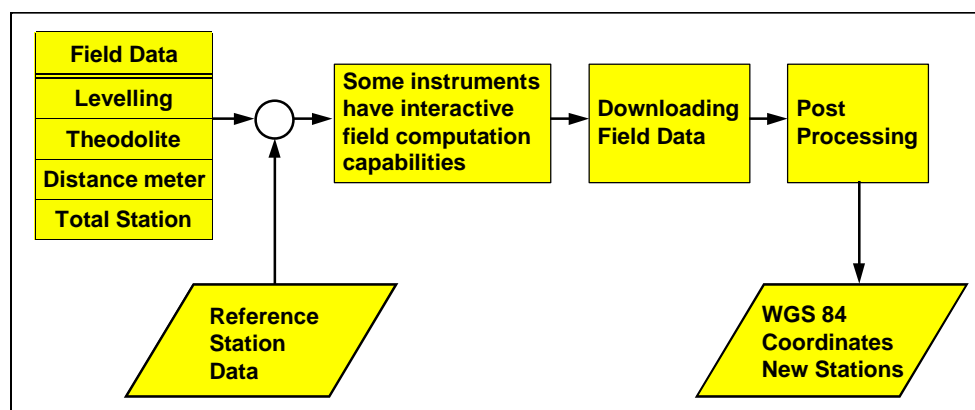 Field Data
Levelling
Theodolite
Distance meter
Total Station
Some instruments
have interactive
field computation
capabilities
Downloading
Field Data
Post
Processing
Reference
Station
Data
WGS 84
Coordinates
New Stations